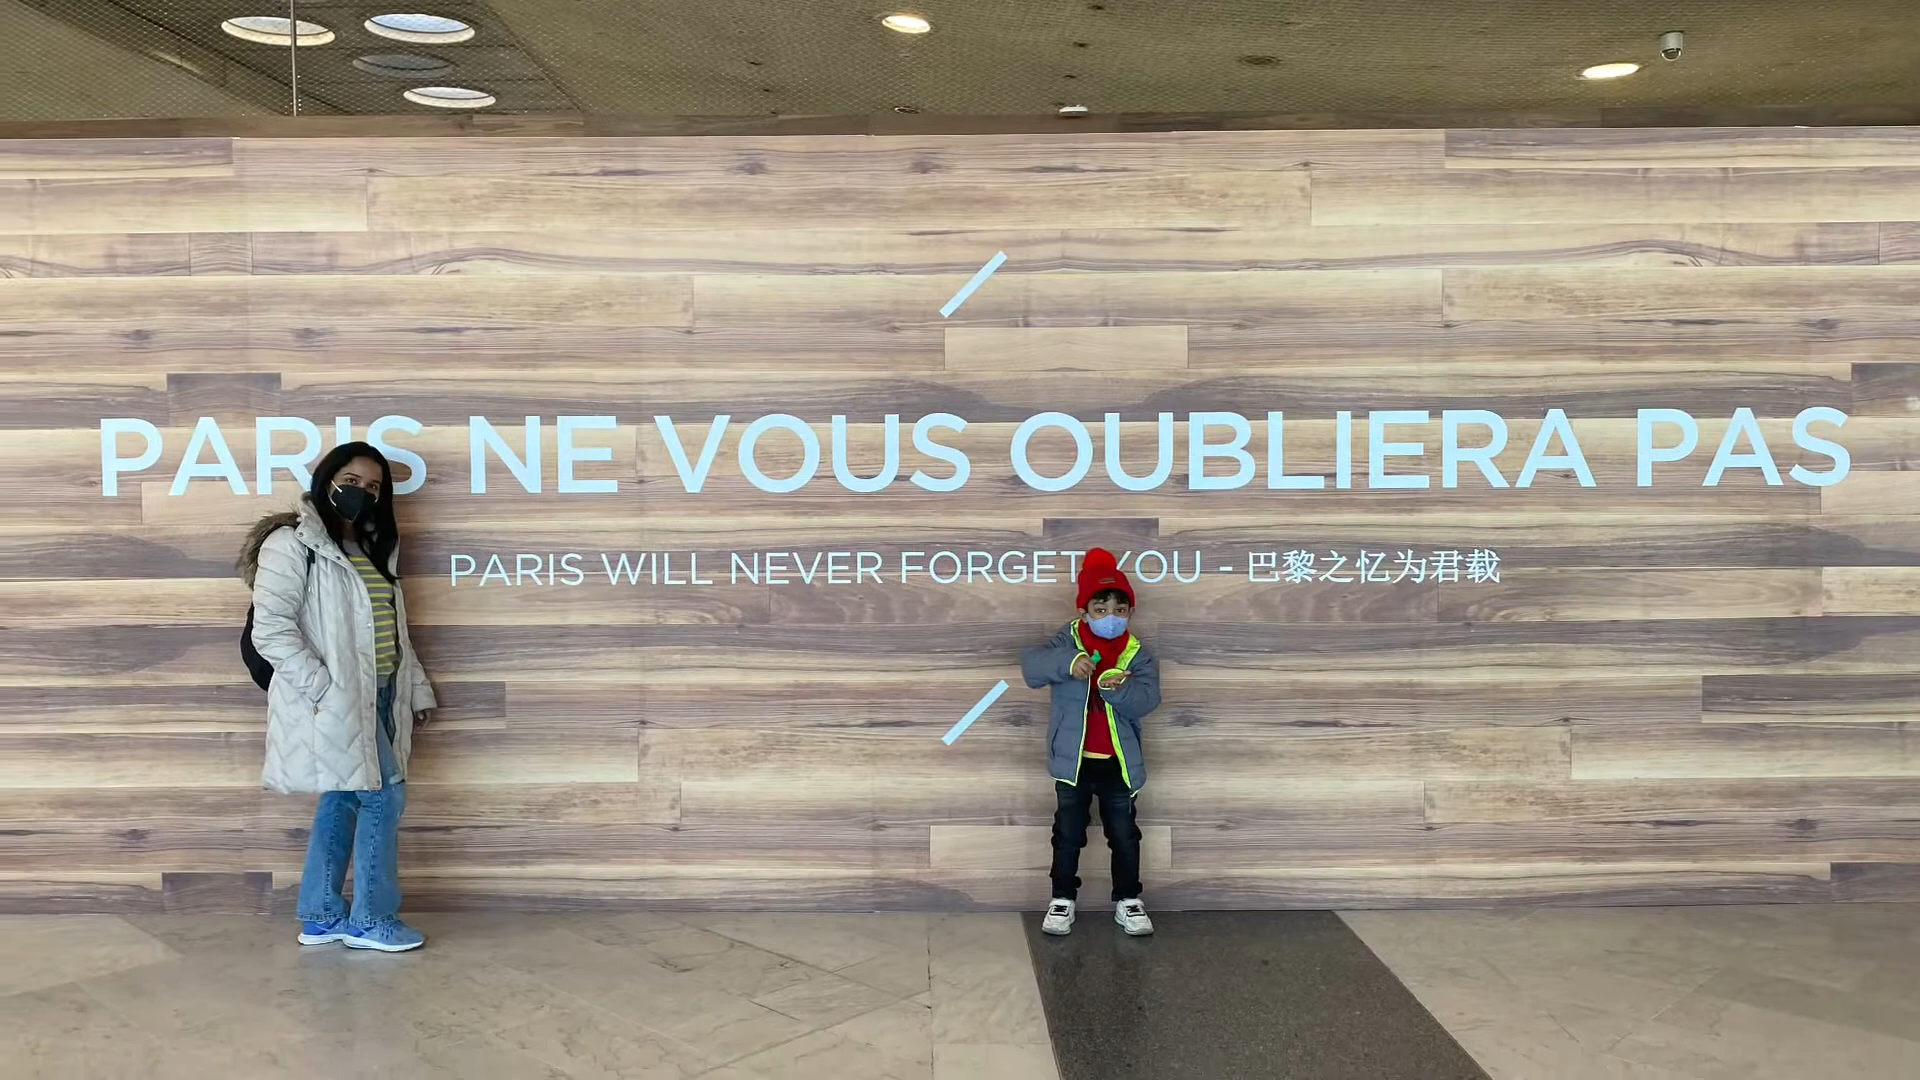 PARIS NE VOUS OUBLIERA PAS
PARIS WILL NEVER FORGET YOU - 巴黎之忆为君载